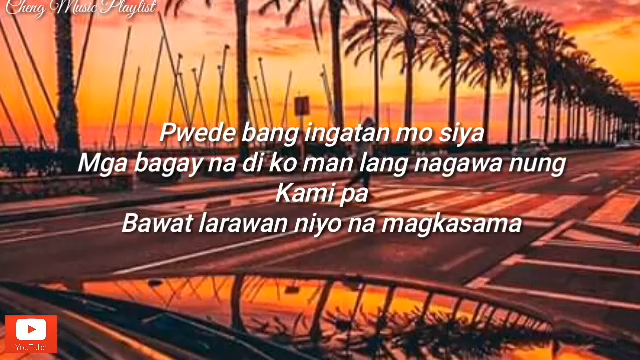 Cheng Music Playlist
Pwede bang ingatan mo siya
Mga bagay na di ko man lang nagawa nung
Kami pa
Bawat larawan niyo na magkasama
YouTube